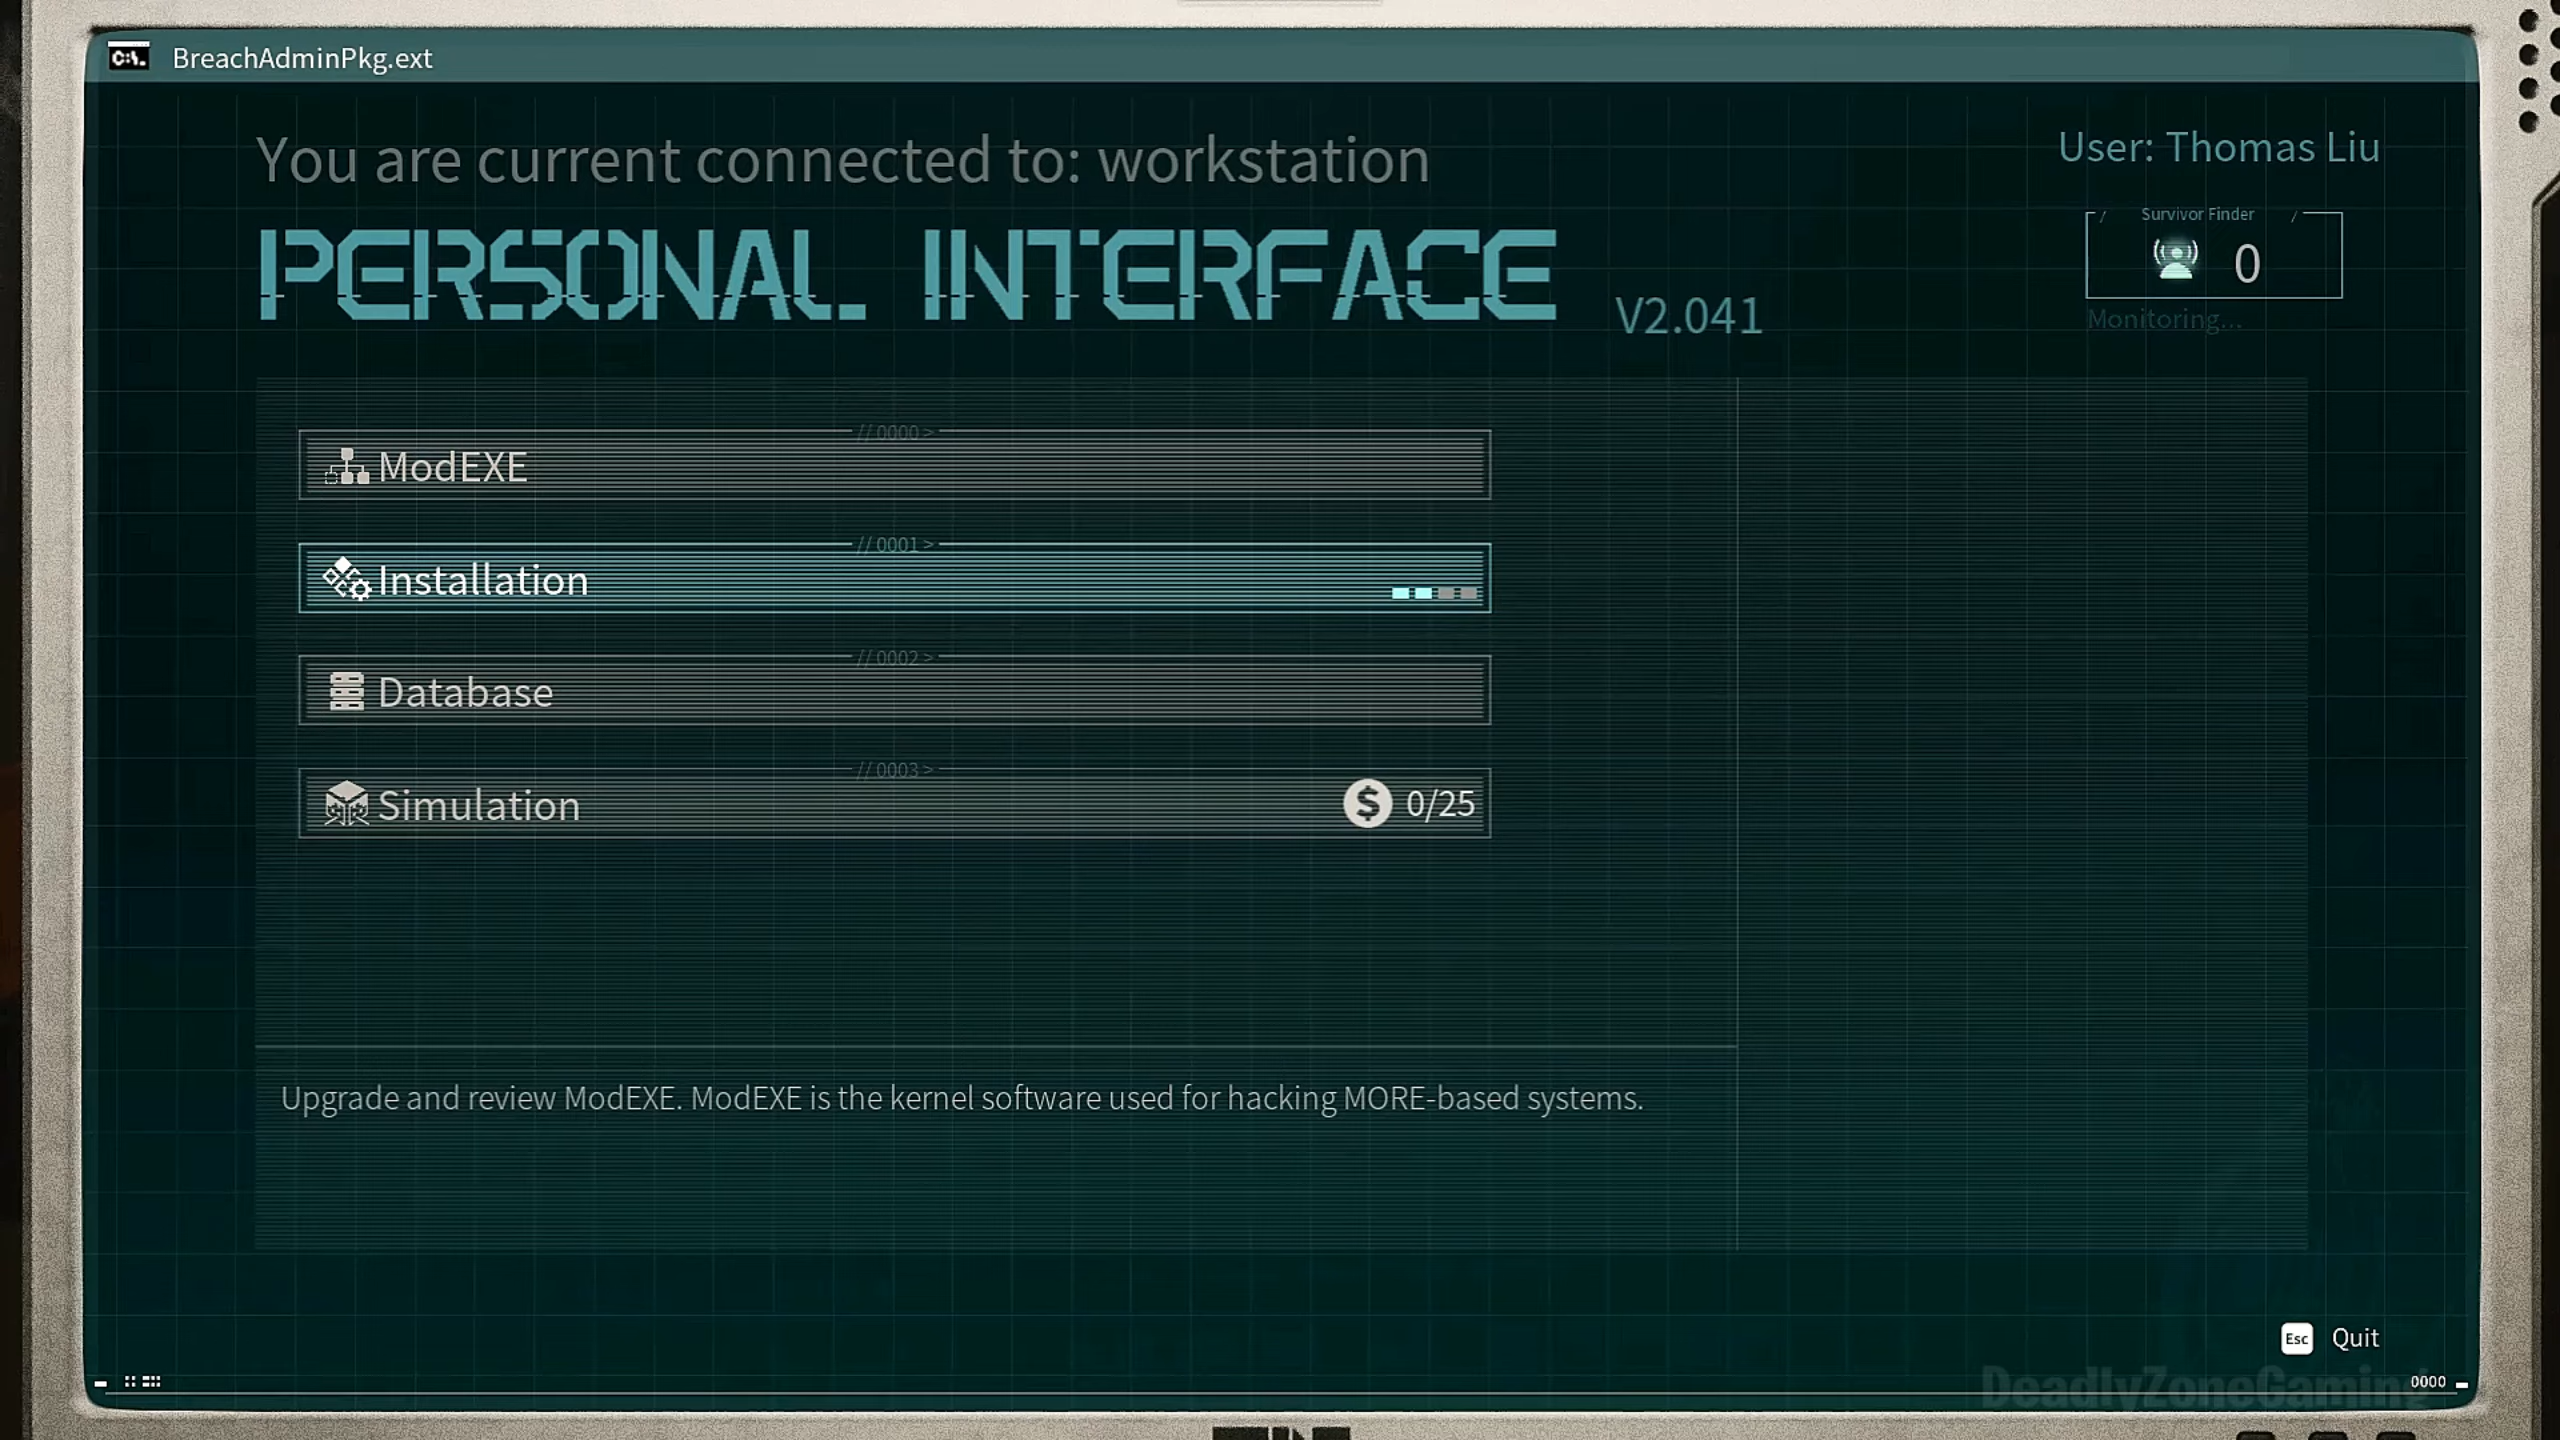 C:\.
BreachAdminPkg.ext
You are current connected to: workstation
User: Thomas Liu
PERSONAL INTERFACE
V2.041
Survivor Finder
0
Monitoring...
// 0000 >
ModEXE
// 0001 >
Installation
// 0002 >
Database
// 0003 >
Simulation
$ 0/25
Upgrade and review ModEXE. ModEXE is the kernel software used for hacking MORE-based systems.
Esc Quit
DeadlyZoneGaming
0000